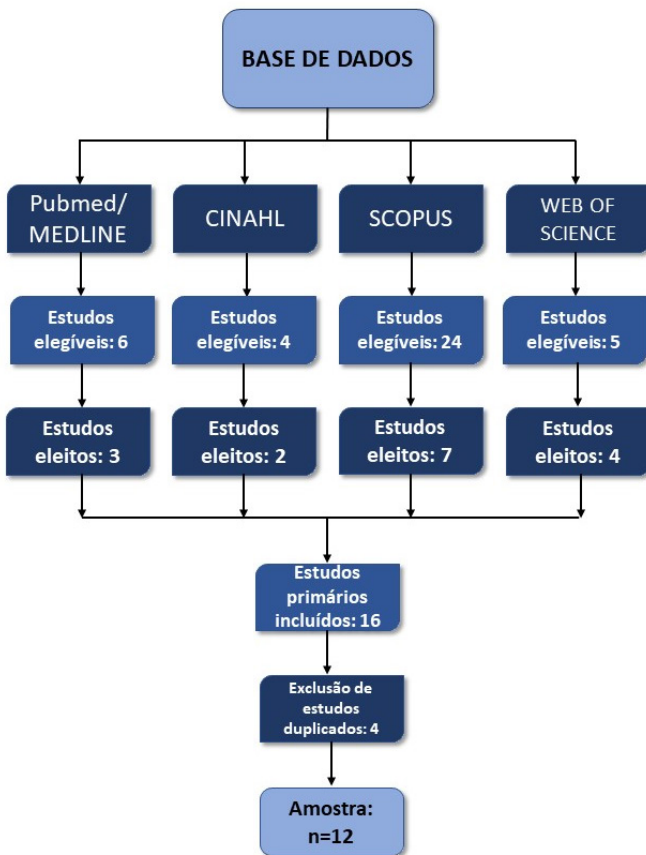 BASE DE DADOS
Pubmed/
MEDLINE
CINAHL
SCOPUS
WEB OF
SCIENCE
Estudos
elegíveis: 6
Estudos
elegíveis: 4
Estudos
elegíveis: 24
Estudos
elegíveis: 5
Estudos
eleitos: 3
Estudos
eleitos: 2
Estudos
eleitos: 7
Estudos
eleitos: 4
Estudos
primários
incluídos: 16
Exclusão de
estudos
duplicados: 4
Amostra:
n=12